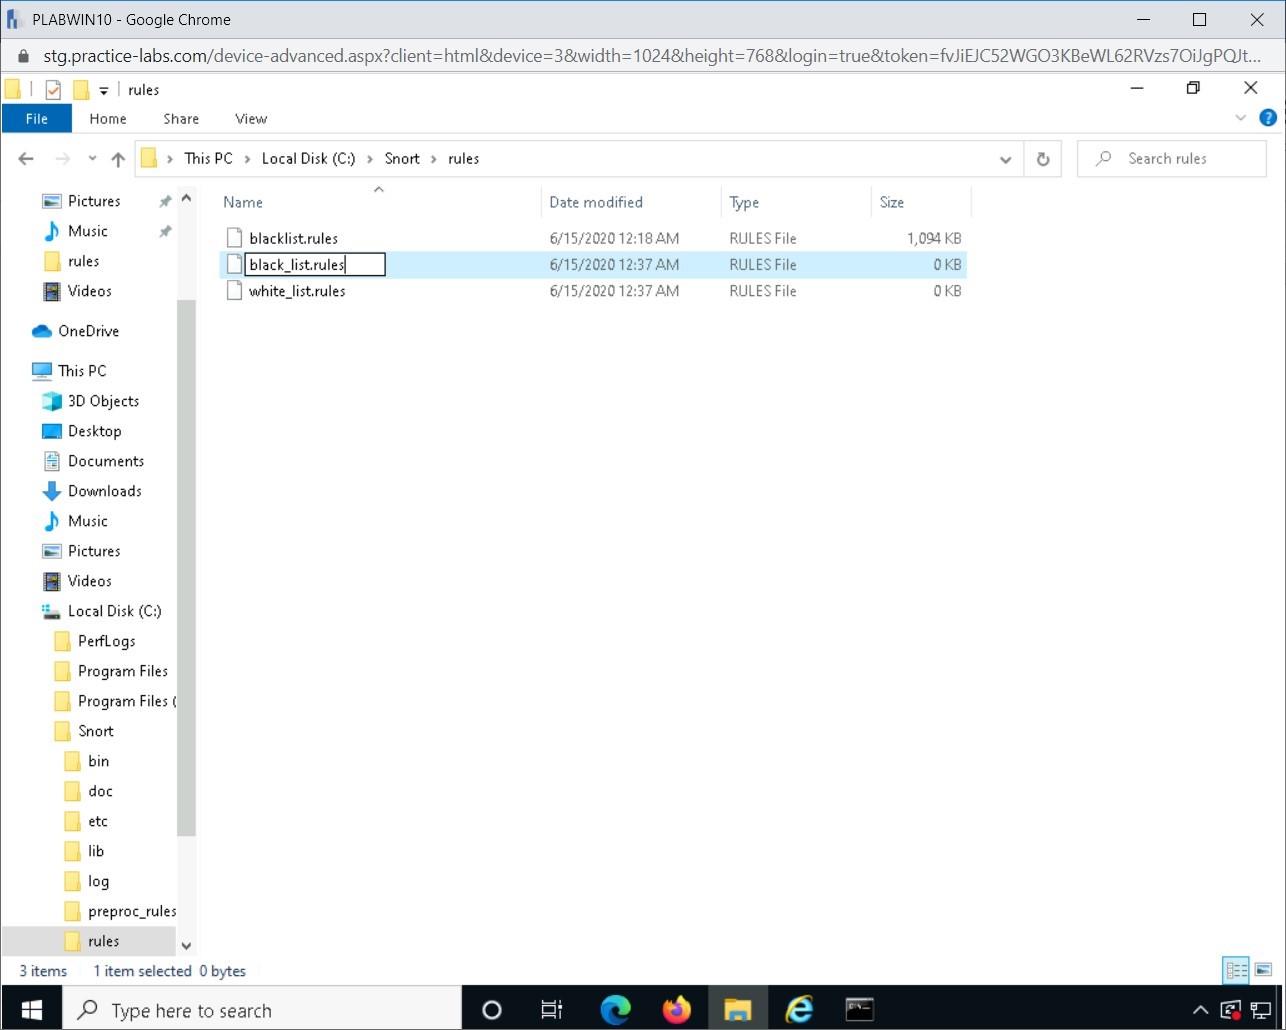 PLABWIN10 - Google Chrome
stg.practice-labs.com/device-advanced.aspx?client=html&device=3&width=1024&height=768&login=true&token=fvJiEJC52WGO3KBeWL62RVzs7OiJgPQJt...
rules
File Home Share View
This PC Local Disk (C:) Snort rules
Search rules
Name Date modified Type Size
blacklist.rules 6/15/2020 12:18 AM RULES File 1,094 KB
black_list.rules 6/15/2020 12:37 AM RULES File 0 KB
white_list.rules 6/15/2020 12:37 AM RULES File 0 KB
Pictures
Music
rules
Videos
OneDrive
This PC
3D Objects
Desktop
Documents
Downloads
Music
Pictures
Videos
Local Disk (C:)
PerfLogs
Program Files
Program Files (
Snort
bin
doc
etc
lib
log
preproc_rules
rules
3 items 1 item selected 0 bytes
Type here to search